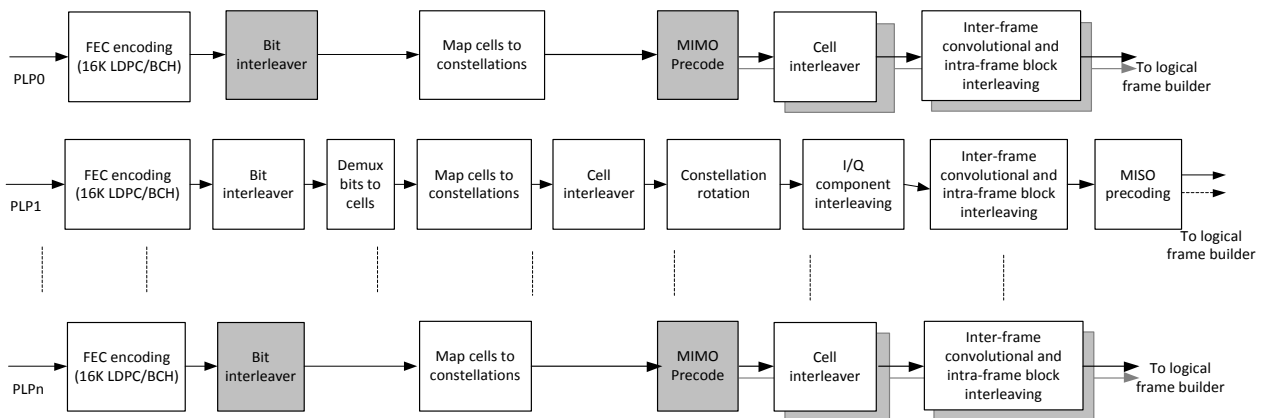 PLP0
FEC encoding
(16K LDPC/BCH)
Bit
interleaver
Map cells to
constellations
MIMO
Precode
Cell
interleaver
Inter-frame
convolutional and
intra-frame block
interleaving
To logical
frame builder
PLP1
FEC encoding
(16K LDPC/BCH)
Bit
interleaver
Demux
bits to
cells
Map cells to
constellations
Cell
interleaver
Constellation
rotation
I/Q
component
interleaving
Inter-frame
convolutional and
intra-frame block
interleaving
MISO
precoding
To logical
frame builder
PLPn
FEC encoding
(16K LDPC/BCH)
Bit
interleaver
Map cells to
constellations
MIMO
Precode
Cell
interleaver
Inter-frame
convolutional and
intra-frame block
interleaving
To logical
frame builder